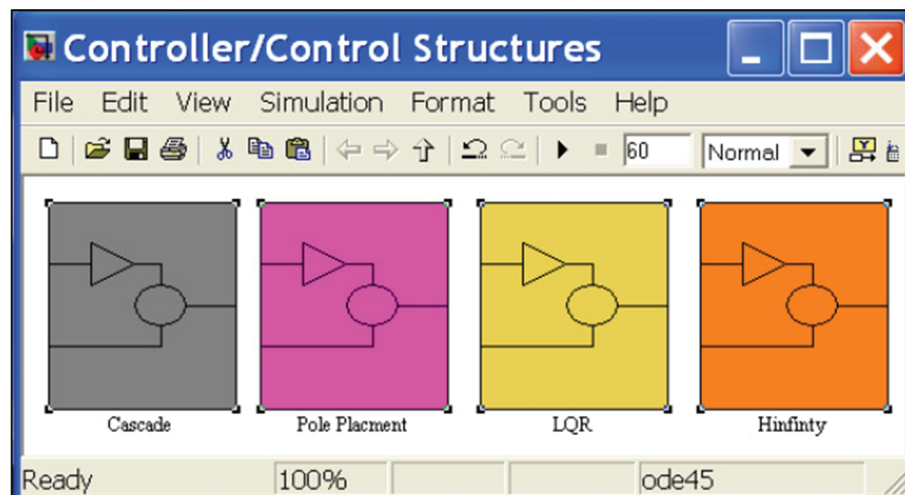 Controller/Control Structures
File Edit View Simulation Format Tools Help
60 Normal
Cascade Pole Placment LQR Hinfinty
Ready 100% ode45